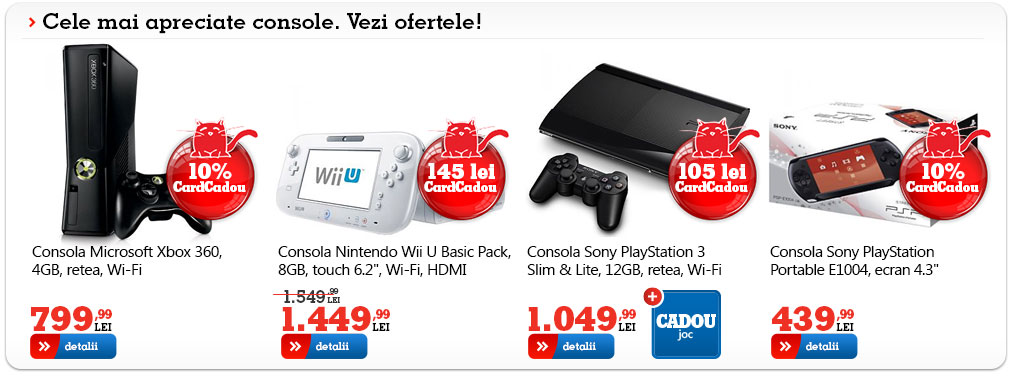 Cele mai apreciate console. Vezi ofertele!
XBOX360
10%
CardCadou
Consola Microsoft Xbox 360,
4GB, retea, Wi-Fi
799,99
LEI
detalii
Wii U
145 lei
CardCadou
Consola Nintendo Wii U Basic Pack,
8GB, touch 6.2", Wi-Fi, HDMI
1.549,99
LEI
1.449,99
LEI
detalii
105 lei
CardCadou
Consola Sony PlayStation 3
Slim & Lite, 12GB, retea, Wi-Fi
1.049,99
LEI
detalii
+
CADOU
joc
SONY
PSP
10%
CardCadou
Consola Sony PlayStation
Portable E1004, ecran 4.3"
439,99
LEI
detalii